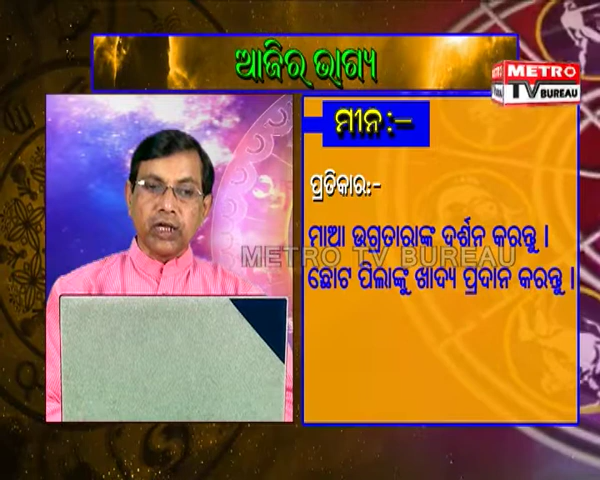 ଆଜିର ଭାଗ୍ୟ
METRO
TV BUREAU
ମୀନ:-
ପ୍ରତିକାର:-
ମାଆ ଉଗ୍ରତାରାଙ୍କ ଦର୍ଶନ କରନ୍ତୁ ।
METRO TV BUREAU
ଛୋଟ ପିଲାଙ୍କୁ ଖାଦ୍ୟ ପ୍ରଦାନ କରନ୍ତୁ ।